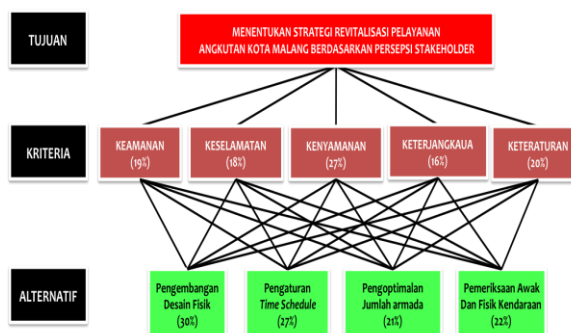 TUJUAN
MENENTUKAN STRATEGI REVITALISASI PELAYANAN
ANGKUTAN KOTA MALANG BERDASARKAN PERSEPSI STAKEHOLDER
KRITERIA
KEAMANAN
(19%)
KESELAMATAN
(18%)
KENYAMANAN
(27%)
KETERJANGKAUA
(16%)
KETERATURAN
(20%)
ALTERNATIF
Pengembangan
Desain Fisik
(30%)
Pengaturan
Time Schedule
(27%)
Pengoptimalan
Jumlah armada
(21%)
Pemeriksaan Awak
Dan Fisik Kendaraan
(22%)